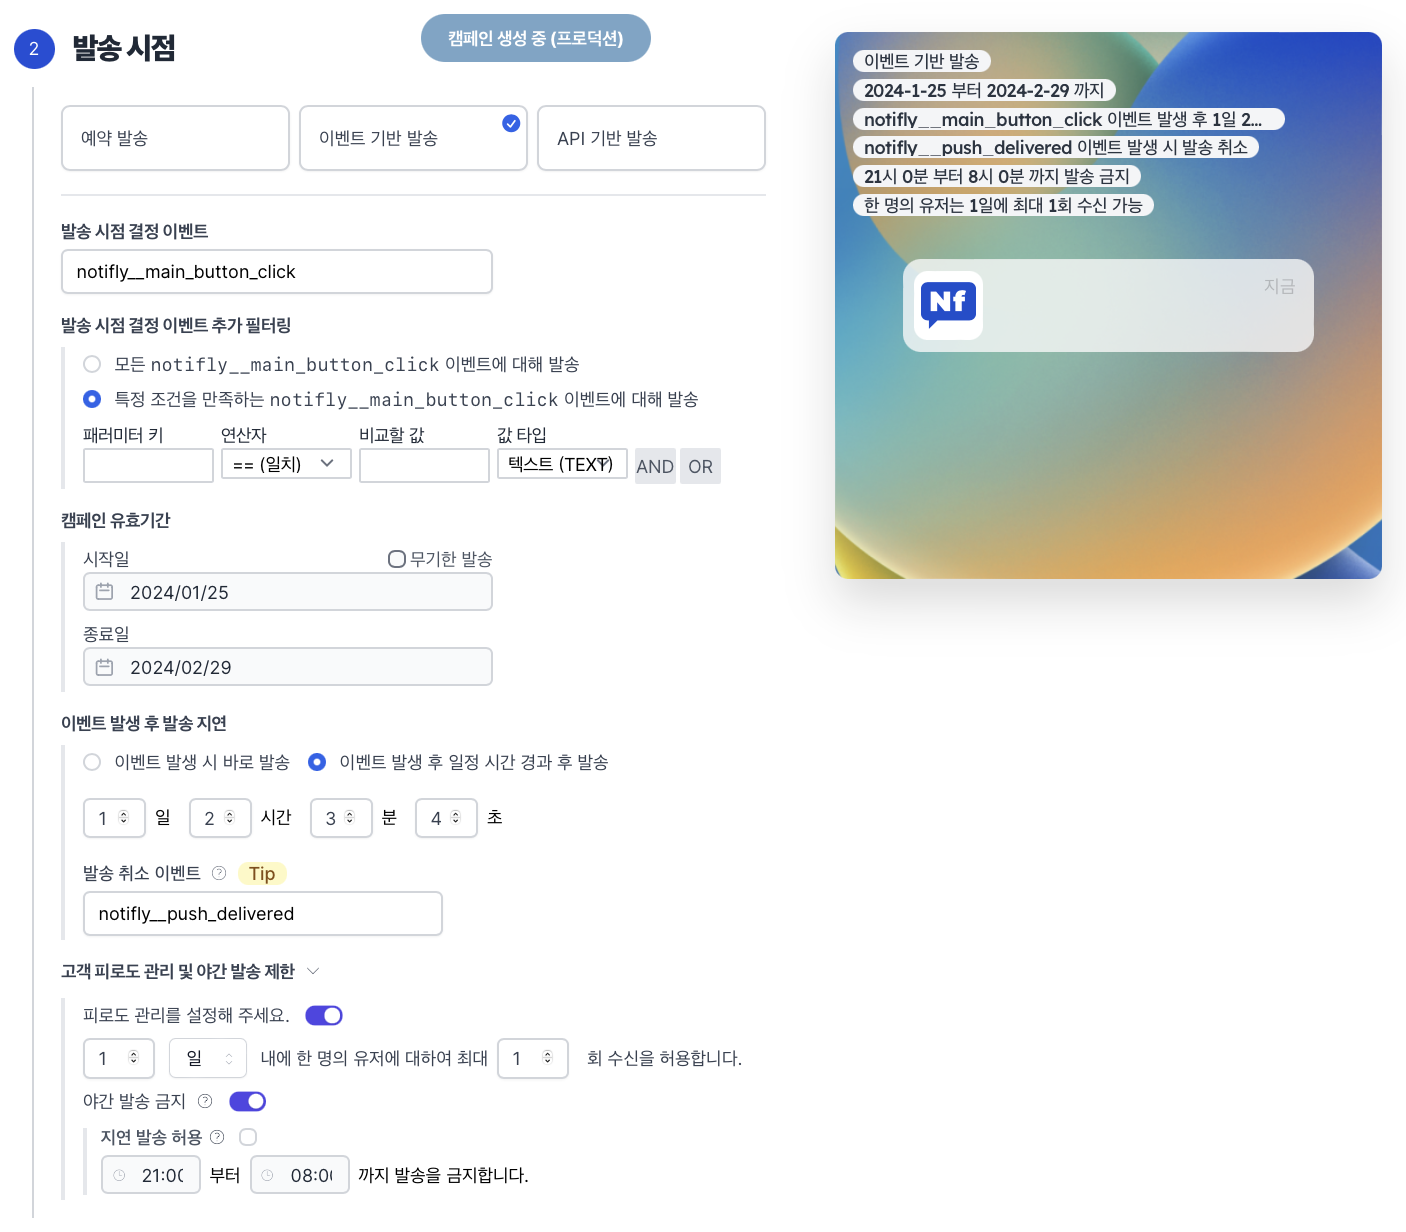 2 발송 시점
캠페인 생성 중 (프로덕션)
예약 발송
이벤트 기반 발송
API 기반 발송
발송 시점 결정 이벤트
notifly__main_button_click
발송 시점 결정 이벤트 추가 필터링
모든 notifly__main_button_click 이벤트에 대해 발송
특정 조건을 만족하는 notifly__main_button_click 이벤트에 대해 발송
패러미터 키 연산자 비교할 값 값 타입
== (일치) 텍스트 (TEXT) AND OR
캠페인 유효기간
시작일 무기한 발송
2024/01/25
종료일
2024/02/29
이벤트 발생 후 발송 지연
이벤트 발생 시 바로 발송 이벤트 발생 후 일정 시간 경과 후 발송
1 일 2 시간 3 분 4 초
발송 취소 이벤트 ? Tip
notifly__push_delivered
고객 피로도 관리 및 야간 발송 제한
피로도 관리를 설정해 주세요.
1 일 내에 한 명의 유저에 대하여 최대 1 회 수신을 허용합니다.
야간 발송 금지 ?
지연 발송 허용 ?
21:00 부터 08:00 까지 발송을 금지합니다.
이벤트 기반 발송
2024-1-25 부터 2024-2-29 까지
notifly__main_button_click 이벤트 발생 후 1일 2...
notifly__push_delivered 이벤트 발생 시 발송 취소
21시 0분 부터 8시 0분 까지 발송 금지
한 명의 유저는 1일에 최대 1회 수신 가능
Nf
지금